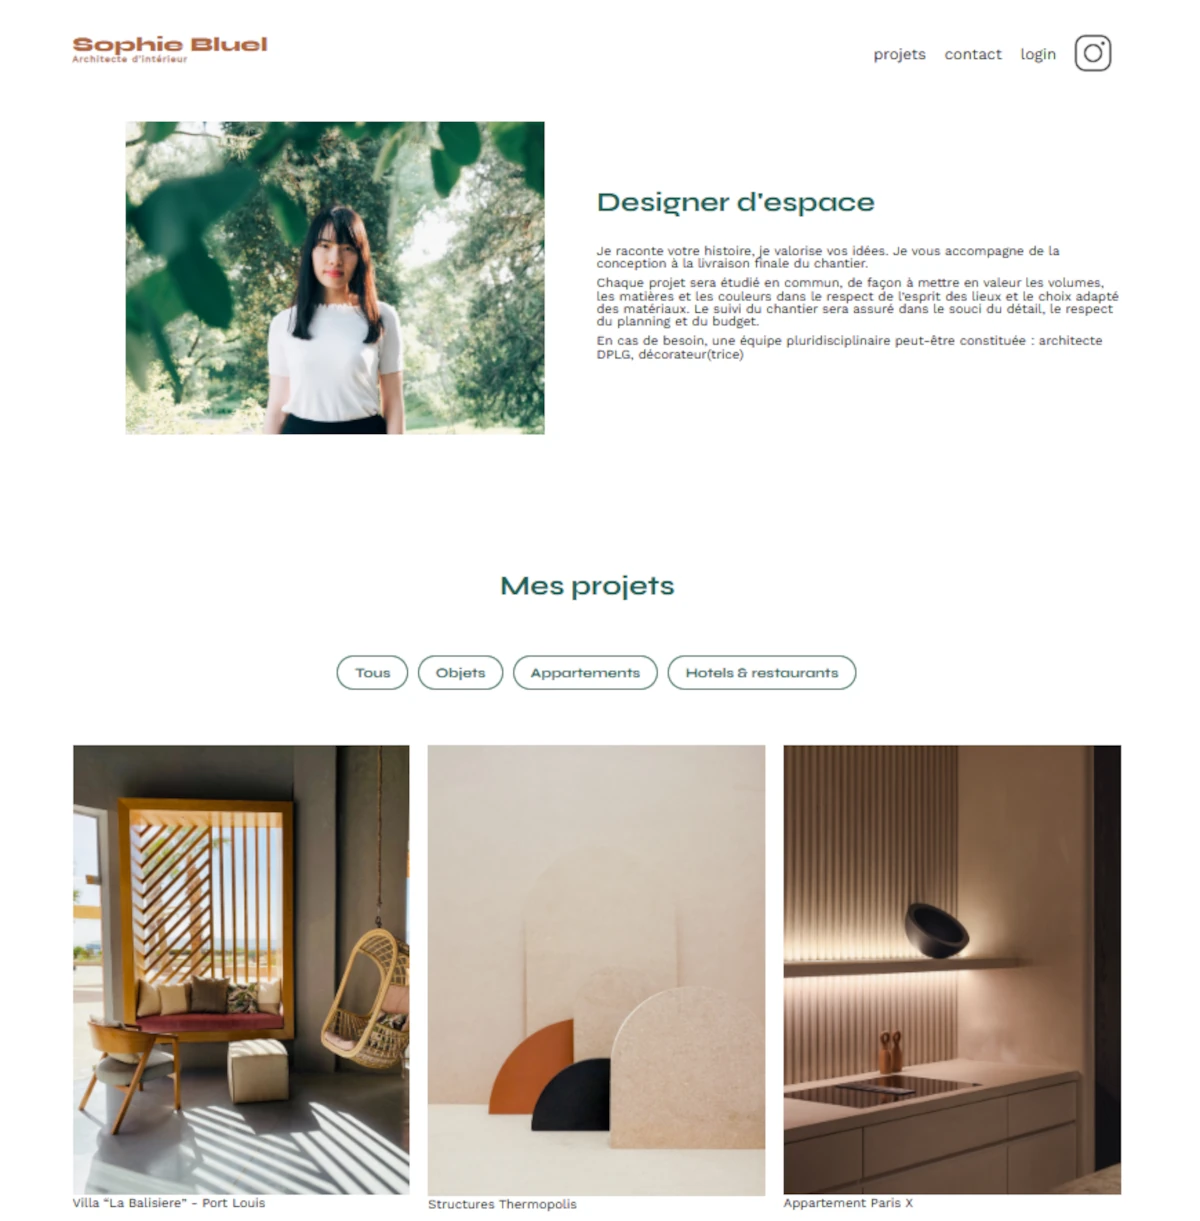 Sophie Bluel
Architecte d'intérieur
projets contact login
Designer d'espace
Je raconte votre histoire, je valorise vos idées. Je vous accompagne de la
conception à la livraison finale du chantier.
Chaque projet sera étudié en commun, de façon à mettre en valeur les volumes,
les matières et les couleurs dans le respect de l'esprit des lieux et le choix adapté
des matériaux. Le suivi du chantier sera assuré dans le souci du détail, le respect
du planning et du budget.
En cas de besoin, une équipe pluridisciplinaire peut-être constituée : architecte
DPLG, décorateur(trice)
Mes projets
Tous Objets Appartements Hotels & restaurants
Villa “La Balisiere” - Port Louis
Structures Thermopolis
Appartement Paris X